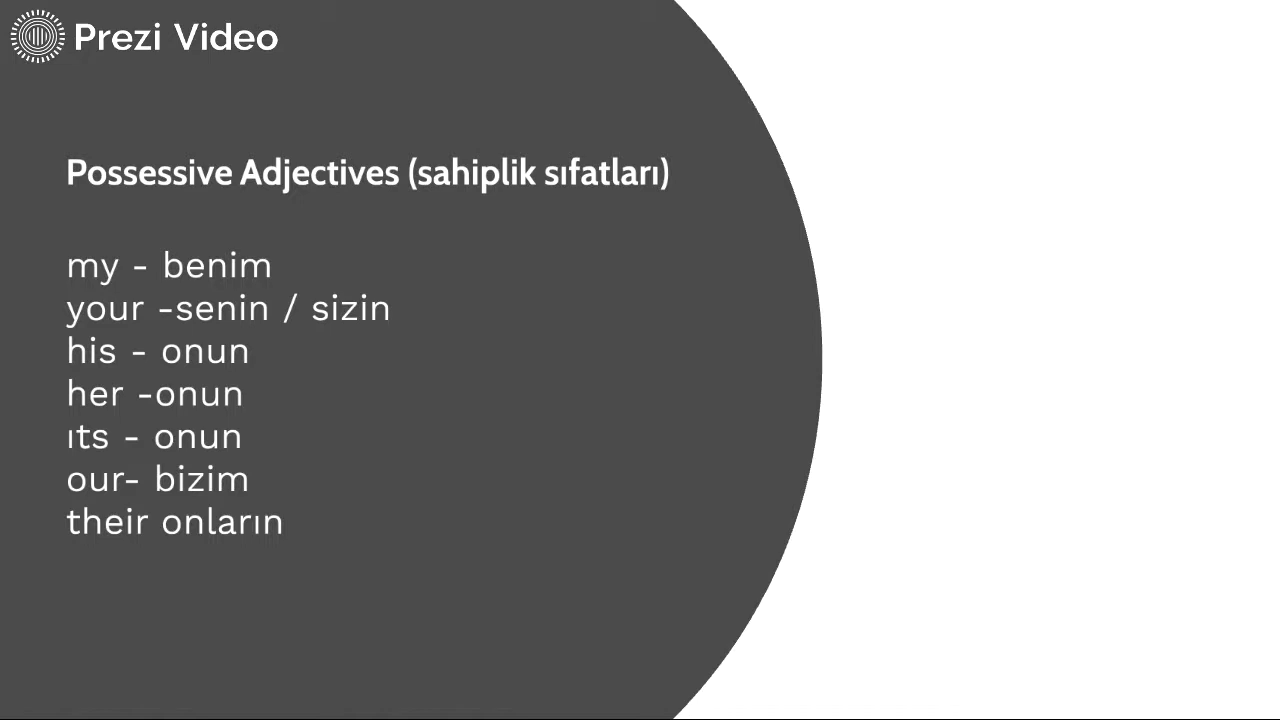 Prezi Video
Possessive Adjectives (sahiplik sıfatları)
my - benim
your -senin / sizin
his - onun
her -onun
ıts - onun
our- bizim
their onların